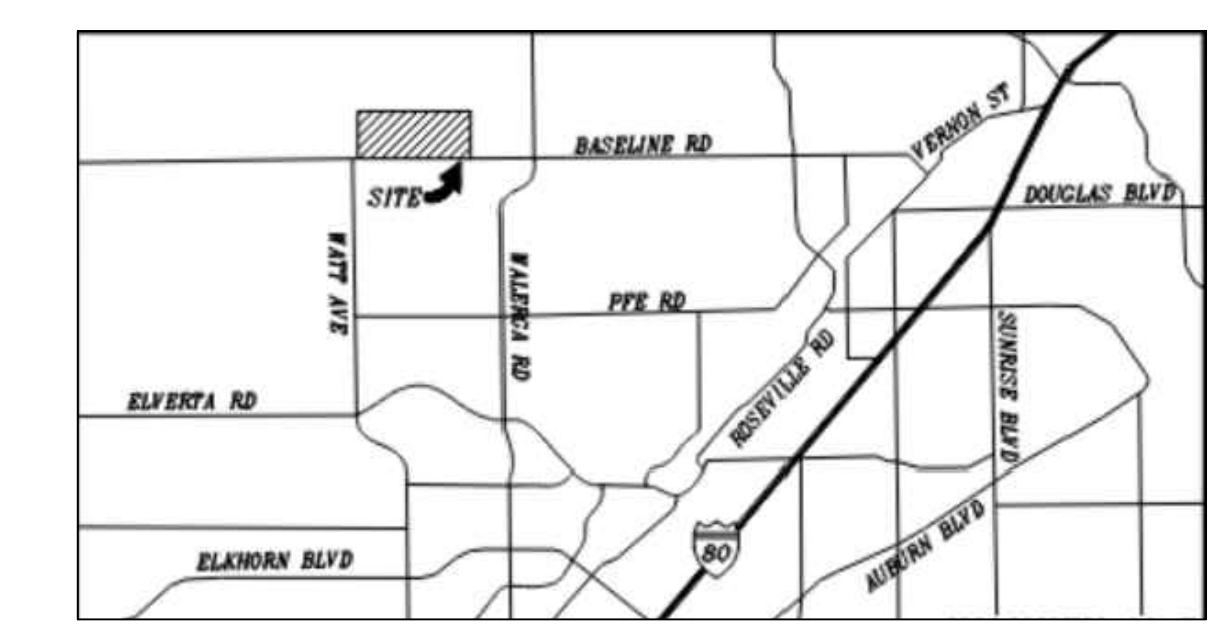 VERNON ST
BASELINE RD
SITE
DOUGLAS BLVD
WATT AVE
WALERGA RD
PFE RD
ROSEVILLE RD
SUNRISE BLVD
ELVERTA RD
AUBURN BLVD
80
ELKHORN BLVD